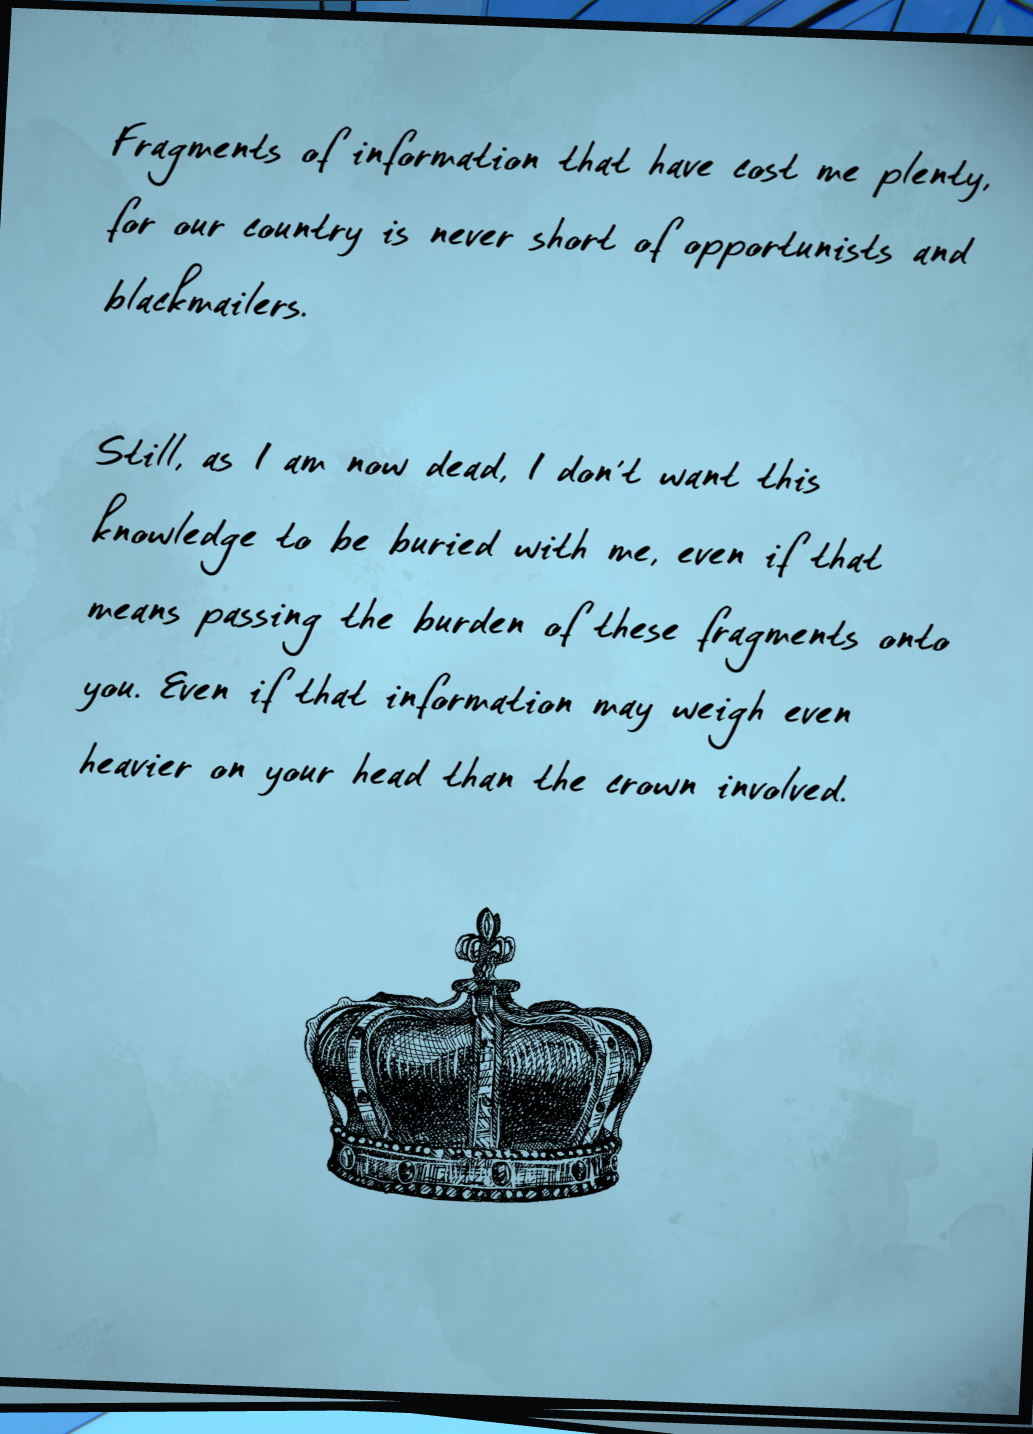 Fragments of information that have cost me plenty,
for our country is never short of opportunists and
blackmailers.
Still, as I am now dead, I don't want this
knowledge to be buried with me, even if that
means passing the burden of these fragments onto
you. Even if that information may weigh even
heavier on your head than the crown involved.